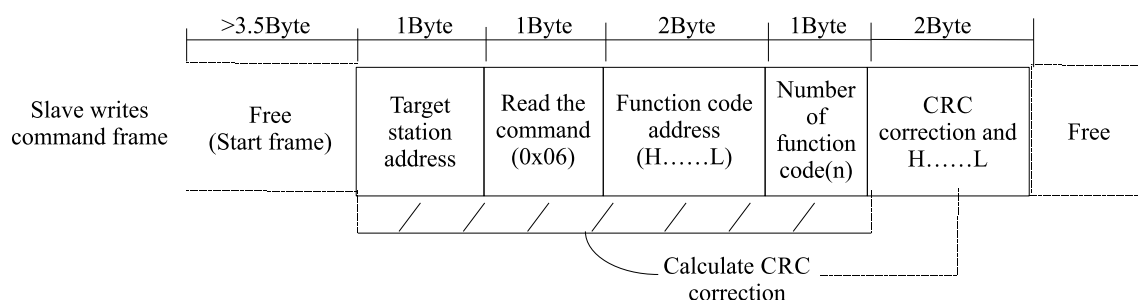 >3.5Byte 1Byte 1Byte 2Byte 1Byte 2Byte
Slave writes
command frame
Free
(Start frame)
Target
station
address
Read the
command
(0x06)
Function code
address
(H......L)
Number
of
function
code(n)
CRC
correction and
H......L
Free
Calculate CRC
correction